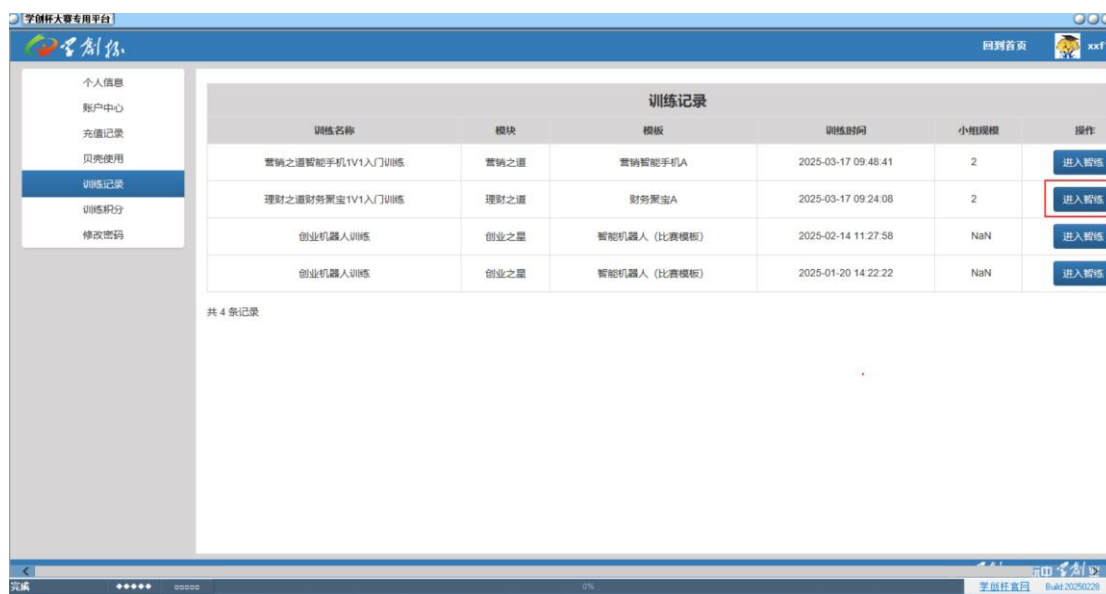 学创杯大赛专用平台
学创杯
回到首页
xxf
个人信息
账户中心
充值记录
贝壳使用
训练记录
训练积分
修改密码
训练记录
训练名称 模块 模板 训练时间 小组规模 操作
营销之道智能手机1V1入门训练 营销之道 营销智能手机A 2025-03-17 09:48:41 2 进入智练
理财之道财务聚宝1V1入门训练 理财之道 财务聚宝A 2025-03-17 09:24:08 2 进入智练
创业机器人训练 创业之星 智能机器人（比赛模板） 2025-02-14 11:27:58 NaN 进入智练
创业机器人训练 创业之星 智能机器人（比赛模板） 2025-01-20 14:22:22 NaN 进入智练
共 4 条记录
完成
0%
学创杯官网
Build:20250228